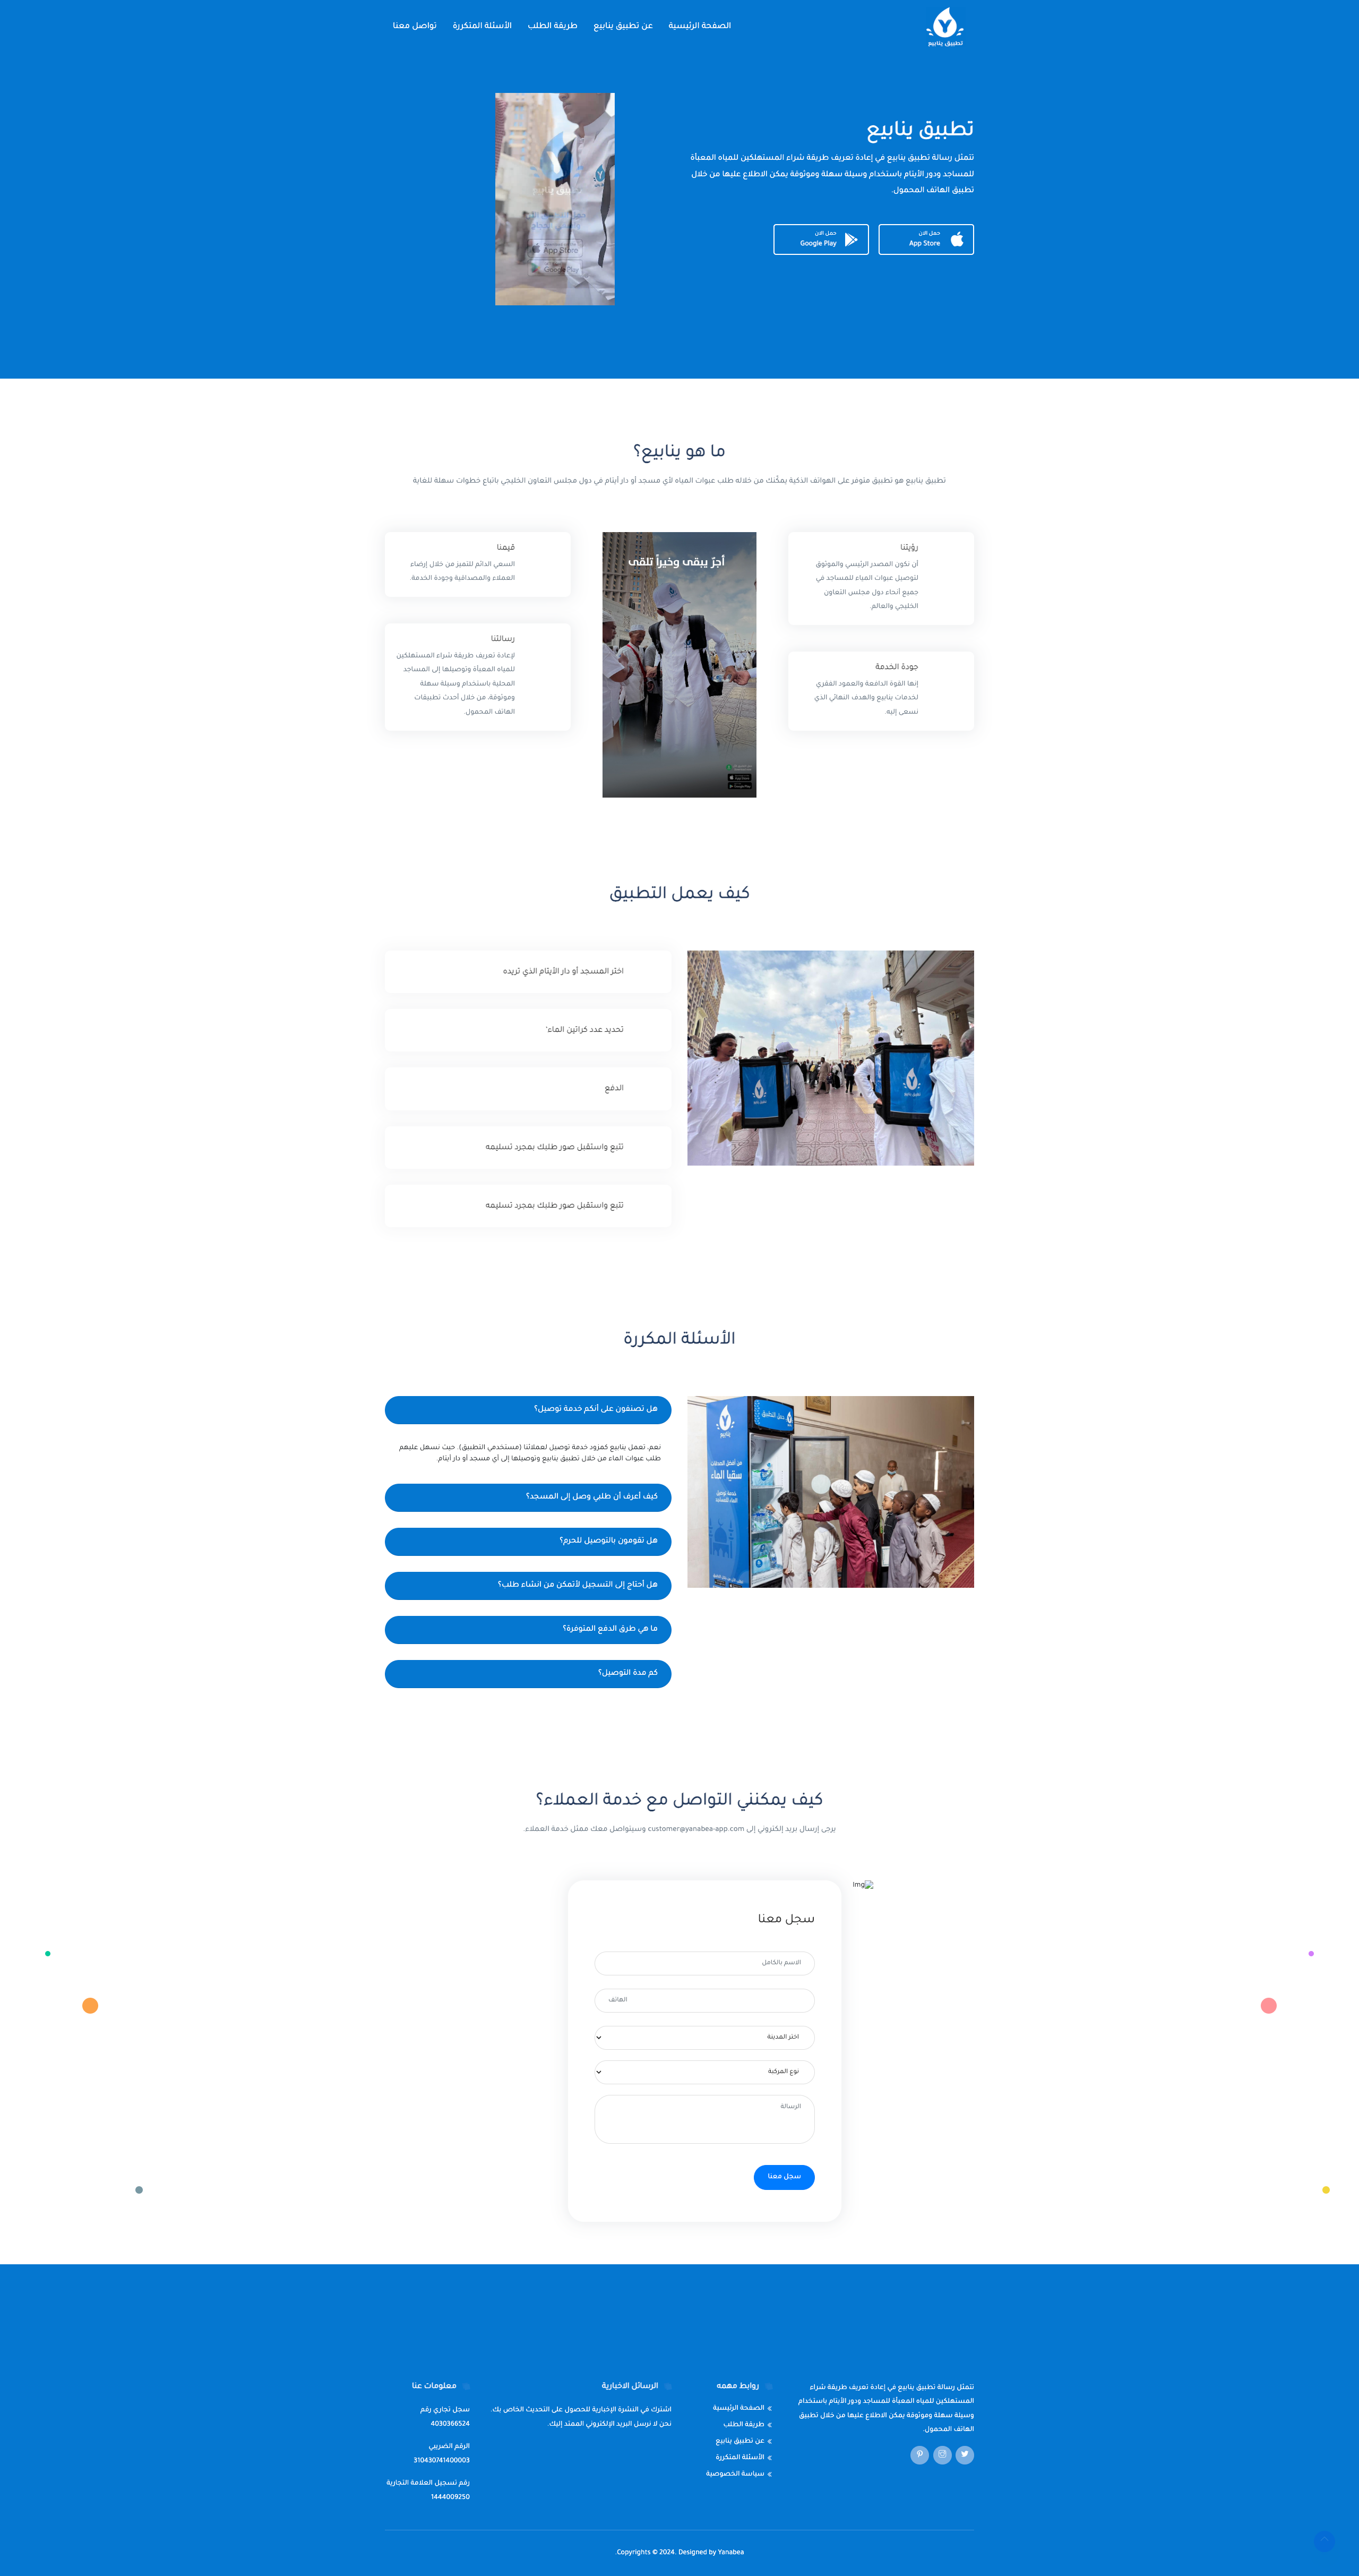 تطبيق ينابيع
الصفحة الرئيسية
عن تطبيق ينابيع
طريقة الطلب
الأسئلة المتكررة
تواصل معنا
تطبيق ينابيع
تتمثل رسالة تطبيق ينابيع في إعادة تعريف طريقة شراء المستهلكين للمياه المعبأة
للمساجد ودور الأيتام باستخدام وسيلة سهلة وموثوقة يمكن الاطلاع عليها من خلال
تطبيق الهاتف المحمول.
حمل الان
App Store
حمل الان
Google Play
App Store
Google Play
ما هو ينابيع؟
تطبيق ينابيع هو تطبيق متوفر على الهواتف الذكية يمكّنك من خلاله طلب عبوات المياه لأي مسجد أو دار أيتام في دول مجلس التعاون الخليجي باتباع خطوات سهلة للغاية
رؤيتنا
أن نكون المصدر الرئيسي والموثوق
لتوصيل عبوات المياه للمساجد في
جميع أنحاء دول مجلس التعاون
الخليجي والعالم.
جودة الخدمة
إنها القوة الدافعة والعمود الفقري
لخدمات ينابيع والهدف النهائي الذي
نسعى إليه
أجرٌ يبقى وخيراً تلقى
قيمنا
السعي الدائم للتميز من خلال إرضاء
العملاء والمصداقية وجودة الخدمة.
رسالتنا
لإعادة تعريف طريقة شراء المستهلكين
للمياه المعبأة وتوصيلها إلى المساجد
المحلية باستخدام وسيلة سهلة
وموثوقة، من خلال أحدث تطبيقات
الهاتف المحمول.
كيف يعمل التطبيق
اختر المسجد أو دار الأيتام الذي تريده
تحديد عدد كراتين الماء'
الدفع
تتبع واستقبل صور طلبك بمجرد تسليمه
تتبع واستقبل صور طلبك بمجرد تسليمه
الأسئلة المكررة
حمل التطبيق
ينابيع
سقيا الماء
هل تصنفون على أنكم خدمة توصيل؟
نعم، تعمل ينابيع كمزود خدمة توصيل لعملائنا (مستخدمي التطبيق). حيث نسهل عليهم
طلب عبوات الماء من خلال تطبيق ينابيع وتوصيلها إلى أي مسجد أو دار أيتام
كيف أعرف أن طلبي وصل إلى المسجد؟
هل تقومون بالتوصيل للحرم؟
هل أحتاج إلى التسجيل لأتمكن من انشاء طلب؟
ما هي طرق الدفع المتوفرة؟
كم مدة التوصيل؟
كيف يمكنني التواصل مع خدمة العملاء؟
يرجى إرسال بريد إلكتروني إلى customer@yanabea-app.com وسيتواصل معك ممثل خدمة العملاء.
Img
سجل معنا
الاسم بالكامل
الهاتف
اختر المدينة
نوع المركبة
الرسالة
سجل معنا
تتمثل رسالة تطبيق ينابيع في إعادة تعريف طريقة شراء
المستهلكين للمياه المعبأة للمساجد ودور الأيتام باستخدام
وسيلة سهلة وموثوقة يمكن الاطلاع عليها من خلال تطبيق
الهاتف المحمول.
روابط مهمه
الصفحة الرئيسية
طريقة الطلب
عن تطبيق ينابيع
الأسئلة المتكررة
سياسة الخصوصية
الرسائل الاخبارية
اشترك في النشرة الإخبارية للحصول على التحديث الخاص بك.
نحن لا نرسل البريد الإلكتروني الممتد إليك.
معلومات عنا
سجل تجاري رقم
4030366524
الرقم الضريبي
310430741400003
رقم تسجيل العلامة التجارية
1444009250
Copyrights © 2024. Designed by Yanabea.